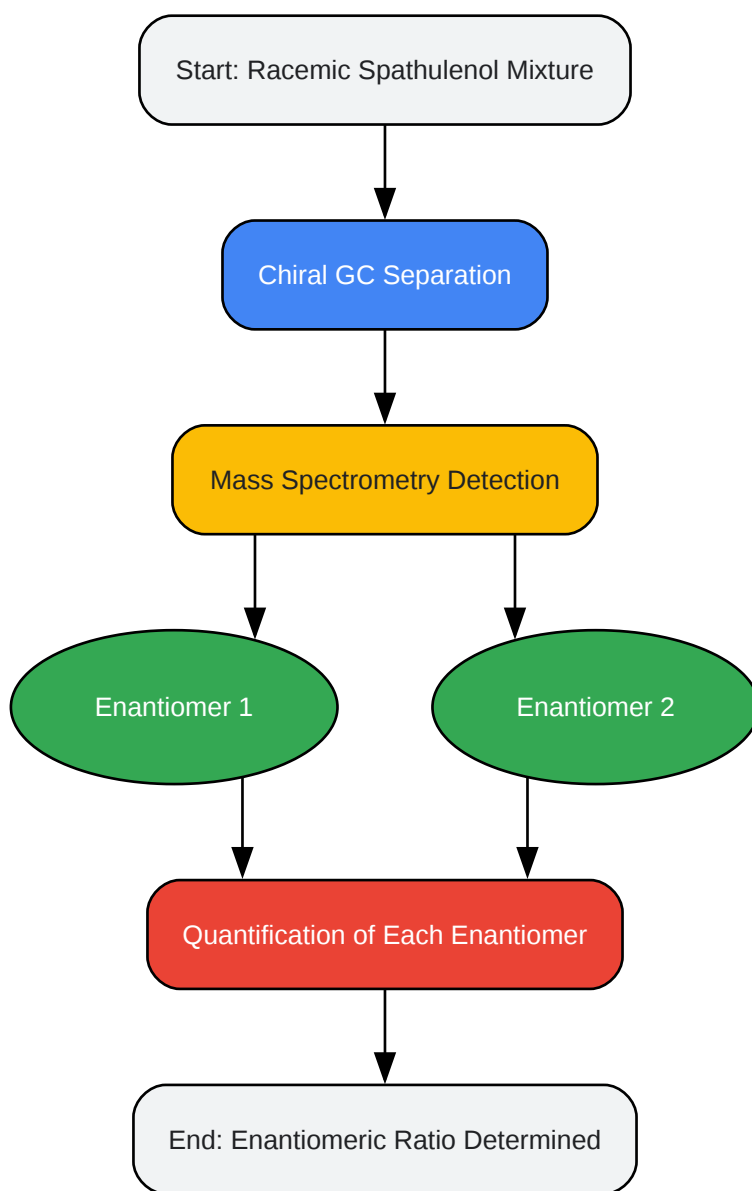 Start: Racemic Spathulenol Mixture
Chiral GC Separation
Mass Spectrometry Detection
Enantiomer 1
Enantiomer 2
Quantification of Each Enantiomer
End: Enantiomeric Ratio Determined